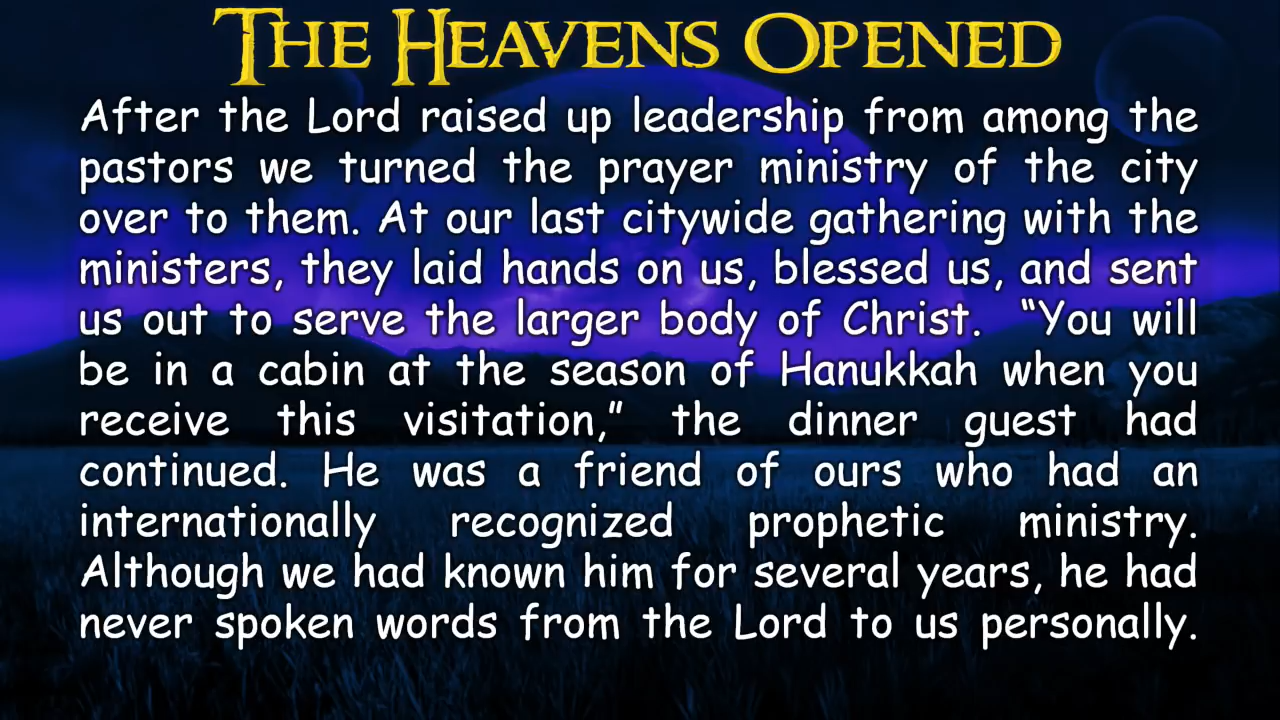 THE HEAVENS OPENED
After the Lord raised up leadership from among the
pastors we turned the prayer ministry of the city
over to them. At our last citywide gathering with the
ministers, they laid hands on us, blessed us, and sent
us out to serve the larger body of Christ. “You will
be in a cabin at the season of Hanukkah when you
receive this visitation,” the dinner guest had
continued. He was a friend of ours who had an
internationally recognized prophetic ministry.
Although we had known him for several years, he had
never spoken words from the Lord to us personally.